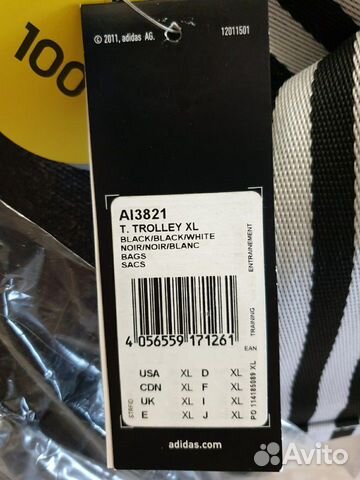 100
© 2011, adidas AG.
12011501
AI3821
T. TROLLEY XL
BLACK/BLACK/WHITE
NOIR/NOIR/BLANC
BAGS
SACS
ENTRAINEMENT
TRAINING
EAN
4 056559 171261
STRFID
USA XL D XL
CDN XL F XL
UK XL I XL
E XL J XL
PO 114185089 XL
adidas.com
Avito